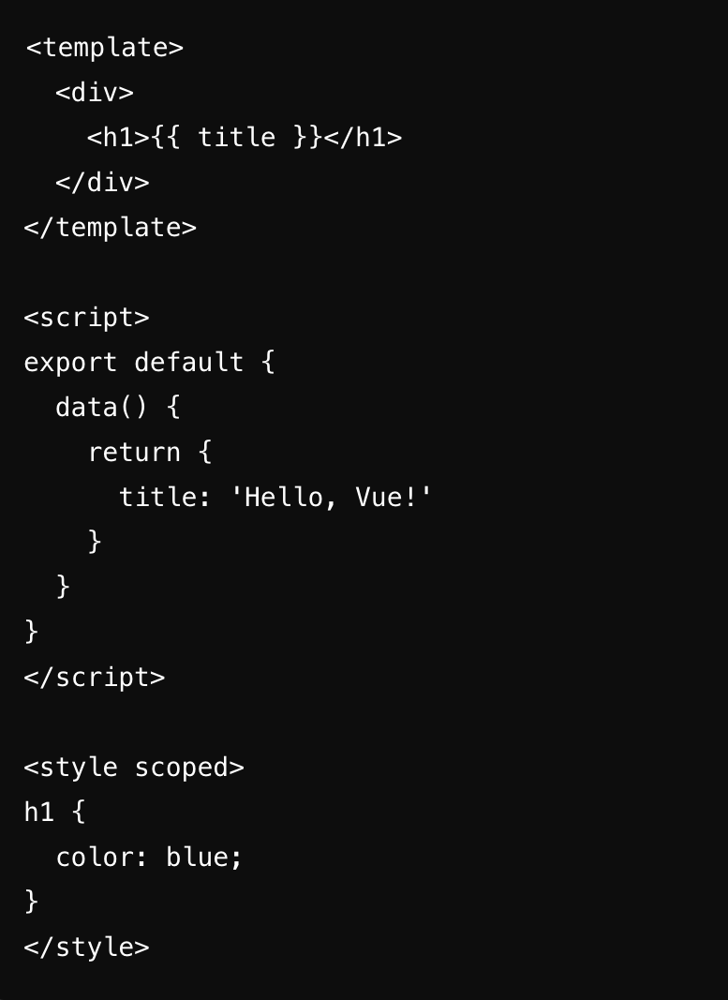 <template>
  <div>
    <h1>{{ title }}</h1>
  </div>
</template>

<script>
export default {
  data() {
    return {
      title: 'Hello, Vue!'
    }
  }
}
</script>

<style scoped>
h1 {
  color: blue;
}
</style>